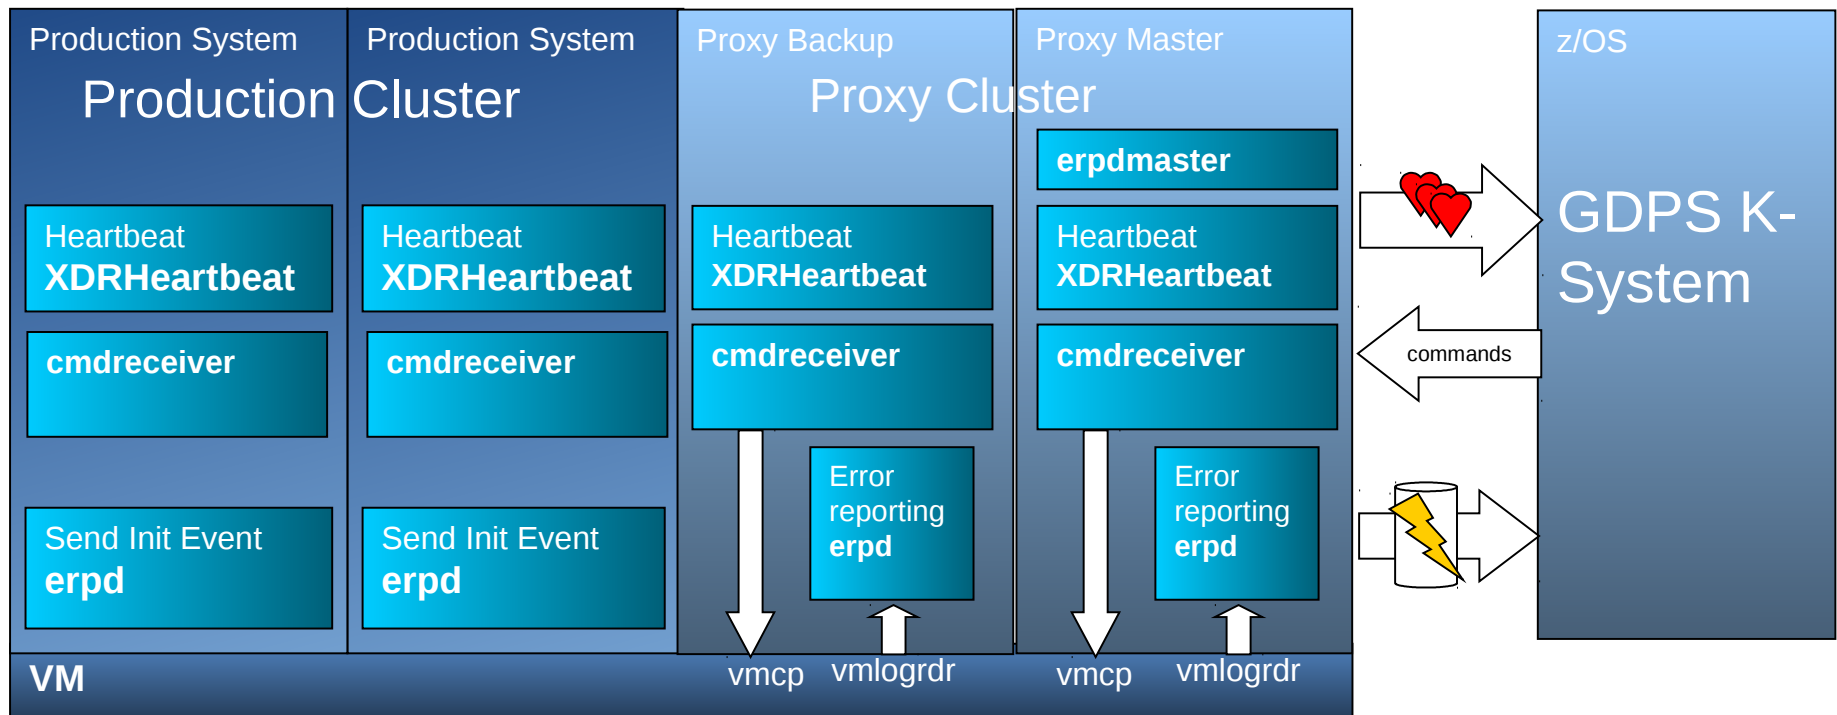 Production System
Production System
Production Cluster
Heartbeat
XDRHeartbeat
cmdreceiver
Send Init Event
erpd
Heartbeat
XDRHeartbeat
cmdreceiver
Send Init Event
erpd
Proxy Backup
Proxy Master
Proxy Cluster
Heartbeat
XDRHeartbeat
cmdreceiver
Error
reporting
erpd
erpdmaster
Heartbeat
XDRHeartbeat
cmdreceiver
Error
reporting
erpd
VM
vmcp
vmlogrdr
vmcp
vmlogrdr
commands
z/OS
GDPS K-
System